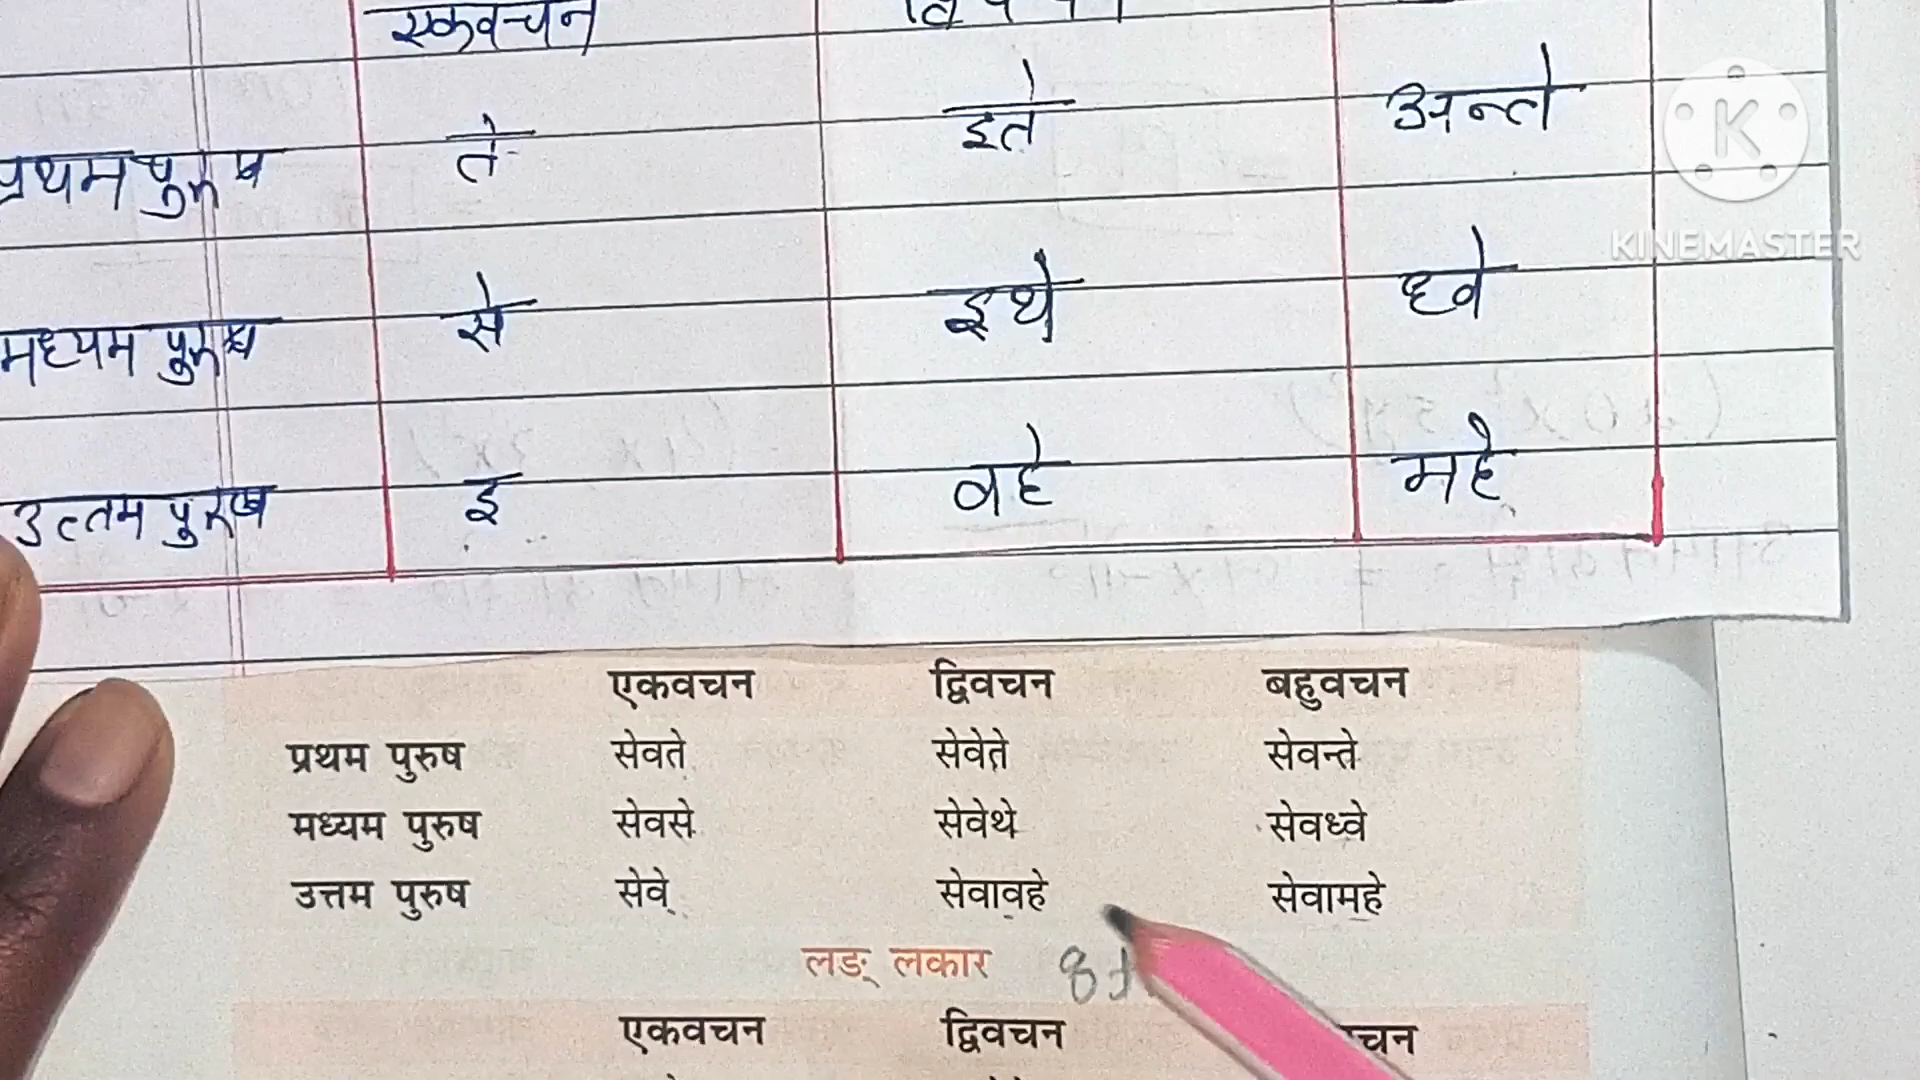 एकवचन
प्रथम पुरुष ते इते अन्ते
मध्यम पुरुष से इथे ध्वे
उत्तम पुरुष इ वहे महे
K
KINEMASTER
एकवचन द्विवचन बहुवचन
प्रथम पुरुष सेवते सेवेते सेवन्ते
मध्यम पुरुष सेवसे सेवेथे सेवध्वे
उत्तम पुरुष सेवे सेवावहे सेवामहे
लङ् लकार
एकवचन द्विवचन चन